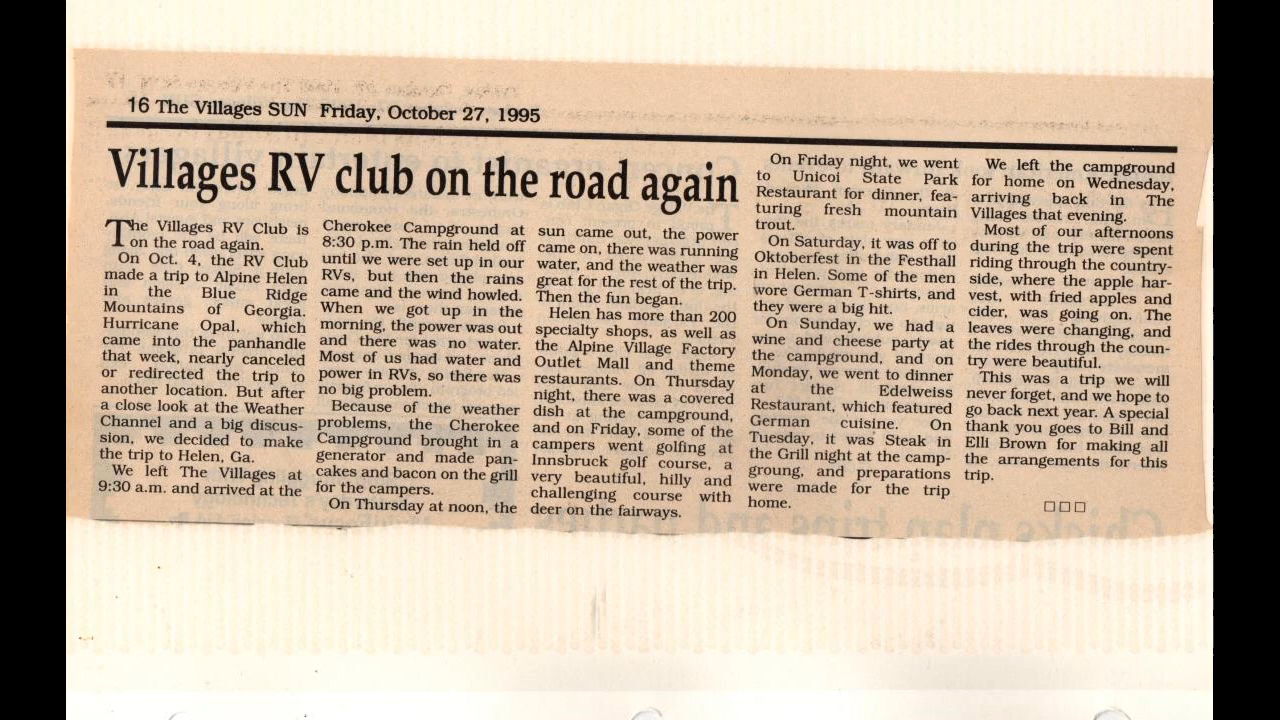 16 The Villages SUN Friday, October 27, 1995
Villages RV club on the road again
The Villages RV Club is
on the road again.
On Oct. 4, the RV Club
made a trip to Alpine Helen
in the Blue Ridge
Mountains of Georgia.
Hurricane Opal, which
came into the panhandle
that week, nearly canceled
or redirected the trip to
another location. But after
a close look at the Weather
Channel and a big discus-
sion, we decided to make
the trip to Helen, Ga.
We left The Villages at
9:30 a.m. and arrived at the
Cherokee Campground at
8:30 p.m. The rain held off
until we were set up in our
RVs, but then the rains
came and the wind howled.
When we got up in the
morning, the power was out
and there was no water.
Most of us had water and
power in RVs, so there was
no big problem.
Because of the weather
problems, the Cherokee
Campground brought in a
generator and made pan-
cakes and bacon on the grill
for the campers.
On Thursday at noon, the
sun came out, the power
came on, there was running
water, and the weather was
great for the rest of the trip.
Then the fun began.
Helen has more than 200
specialty shops, as well as
the Alpine Village Factory
Outlet Mall and theme
restaurants. On Thursday
night, there was a covered
dish at the campground,
and on Friday, some of the
campers went golfing at
Innsbruck golf course, a
very beautiful, hilly and
challenging course with
deer on the fairways.
On Friday night, we went
to Unicoi State Park
Restaurant for dinner, fea-
turing fresh mountain
trout.
On Saturday, it was off to
Oktoberfest in the Festhall
in Helen. Some of the men
wore German T-shirts, and
they were a big hit.
On Sunday, we had a
wine and cheese party at
the campground, and on
Monday, we went to dinner
at the Edelweiss
Restaurant, which featured
German cuisine. On
Tuesday, it was Steak in
the Grill night at the camp-
groung, and preparations
were made for the trip
home.
We left the campground
for home on Wednesday,
arriving back in The
Villages that evening.
Most of our afternoons
during the trip were spent
riding through the country-
side, where the apple har-
vest, with fried apples and
cider, was going on. The
leaves were changing, and
the rides through the coun-
try were beautiful.
This was a trip we will
never forget, and we hope to
go back next year. A special
thank you goes to Bill and
Elli Brown for making all
the arrangements for this
trip.